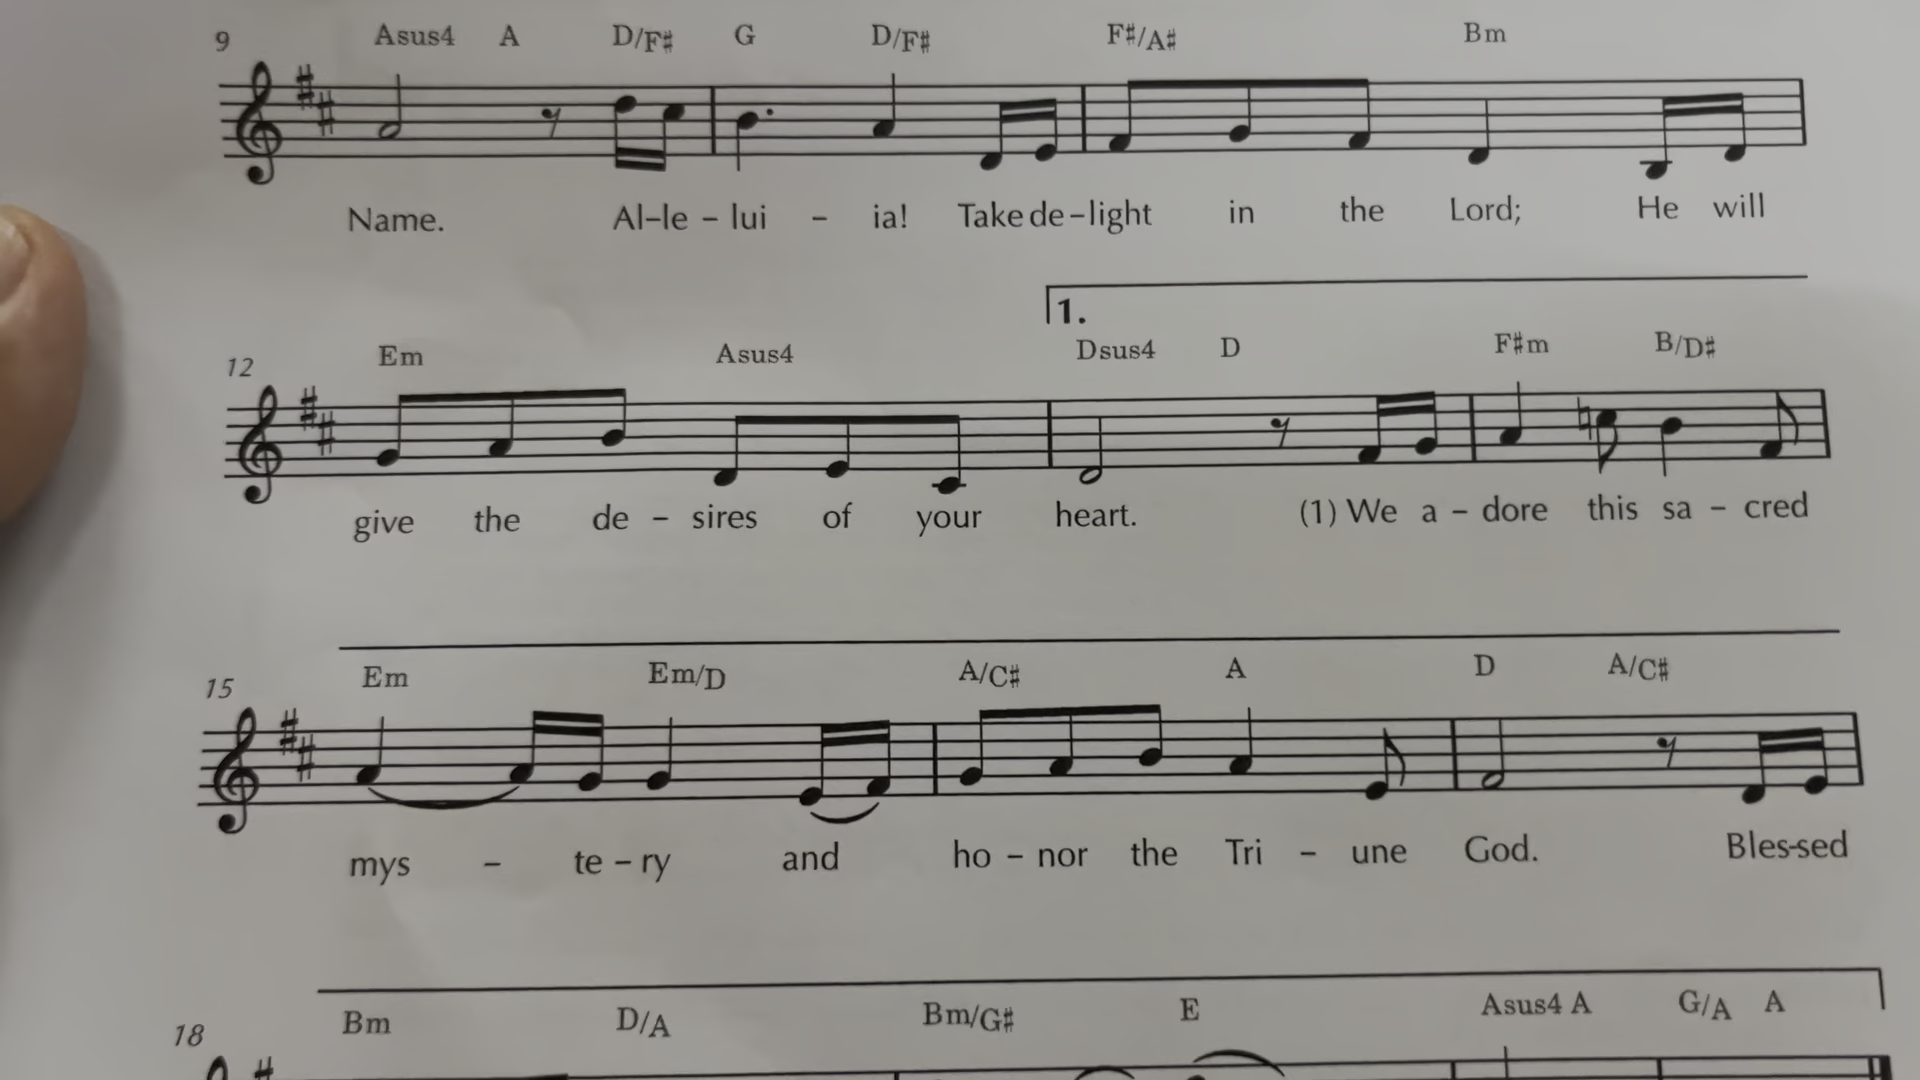 9 Asus4 A D/F# G D/F# F#/A# Bm
Name. Al-le - lui - ia! Take de-light in the Lord; He will
1.
12 Em Asus4 Dsus4 D F#m B/D#
give the de - sires of your heart. (1) We a - dore this sa - cred
15 Em Em/D A/C# A D A/C#
mys - te - ry and ho - nor the Tri - une God. Bles-sed
18 Bm D/A Bm/G# E Asus4 A G/A A